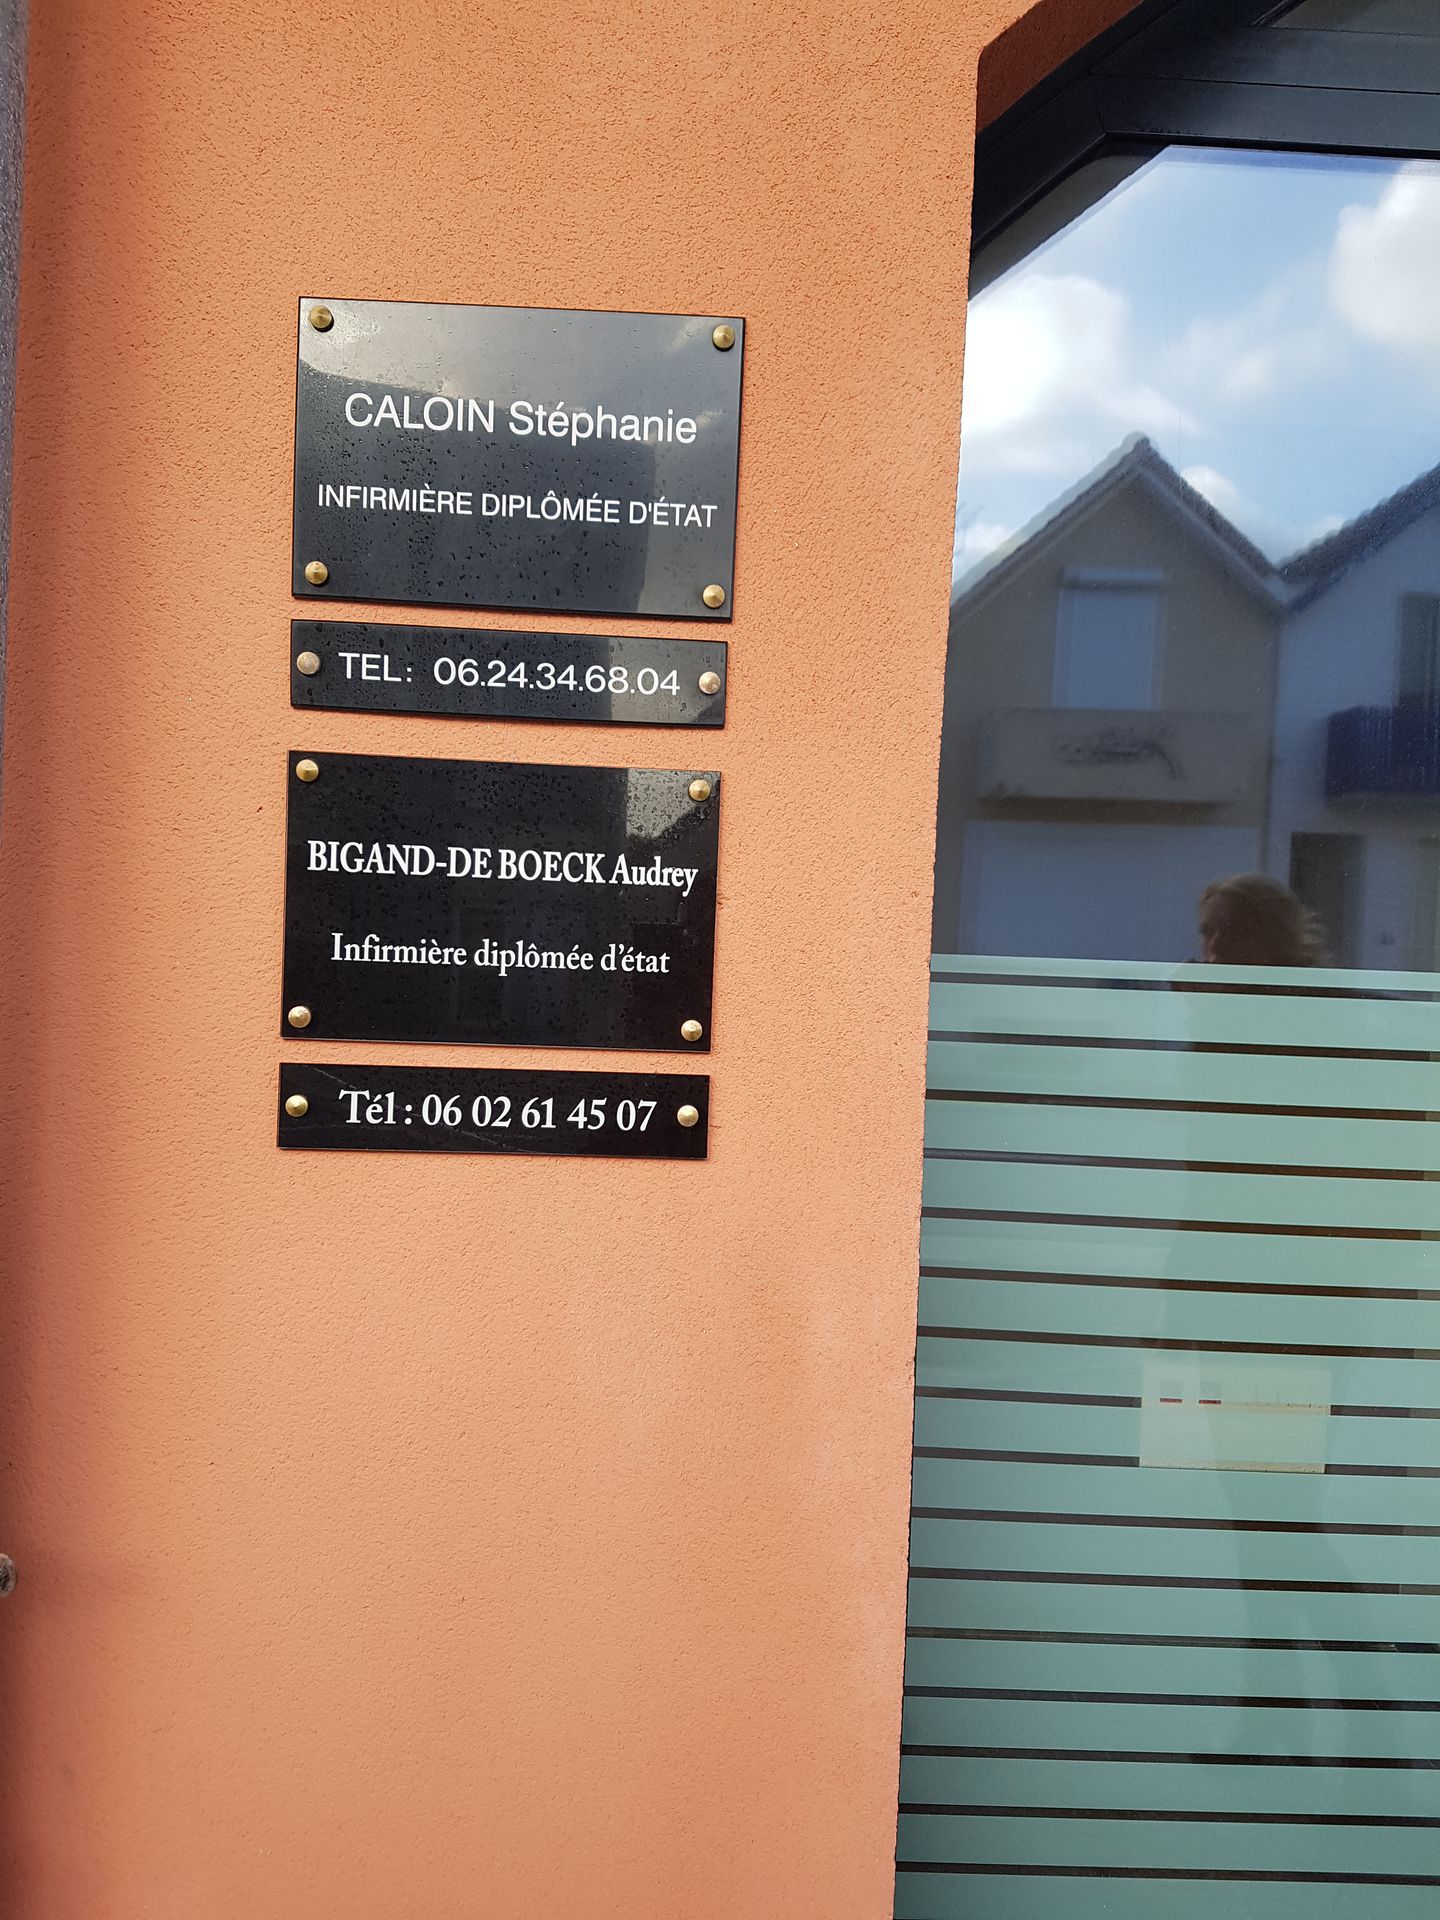 CALOIN Stéphanie
INFIRMIÈRE DIPLÔMÉE D'ÉTAT
TEL: 06.24.34.68.04
BIGAND-DE BOECK Audrey
Infirmière diplômée d’état
Tél : 06 02 61 45 07